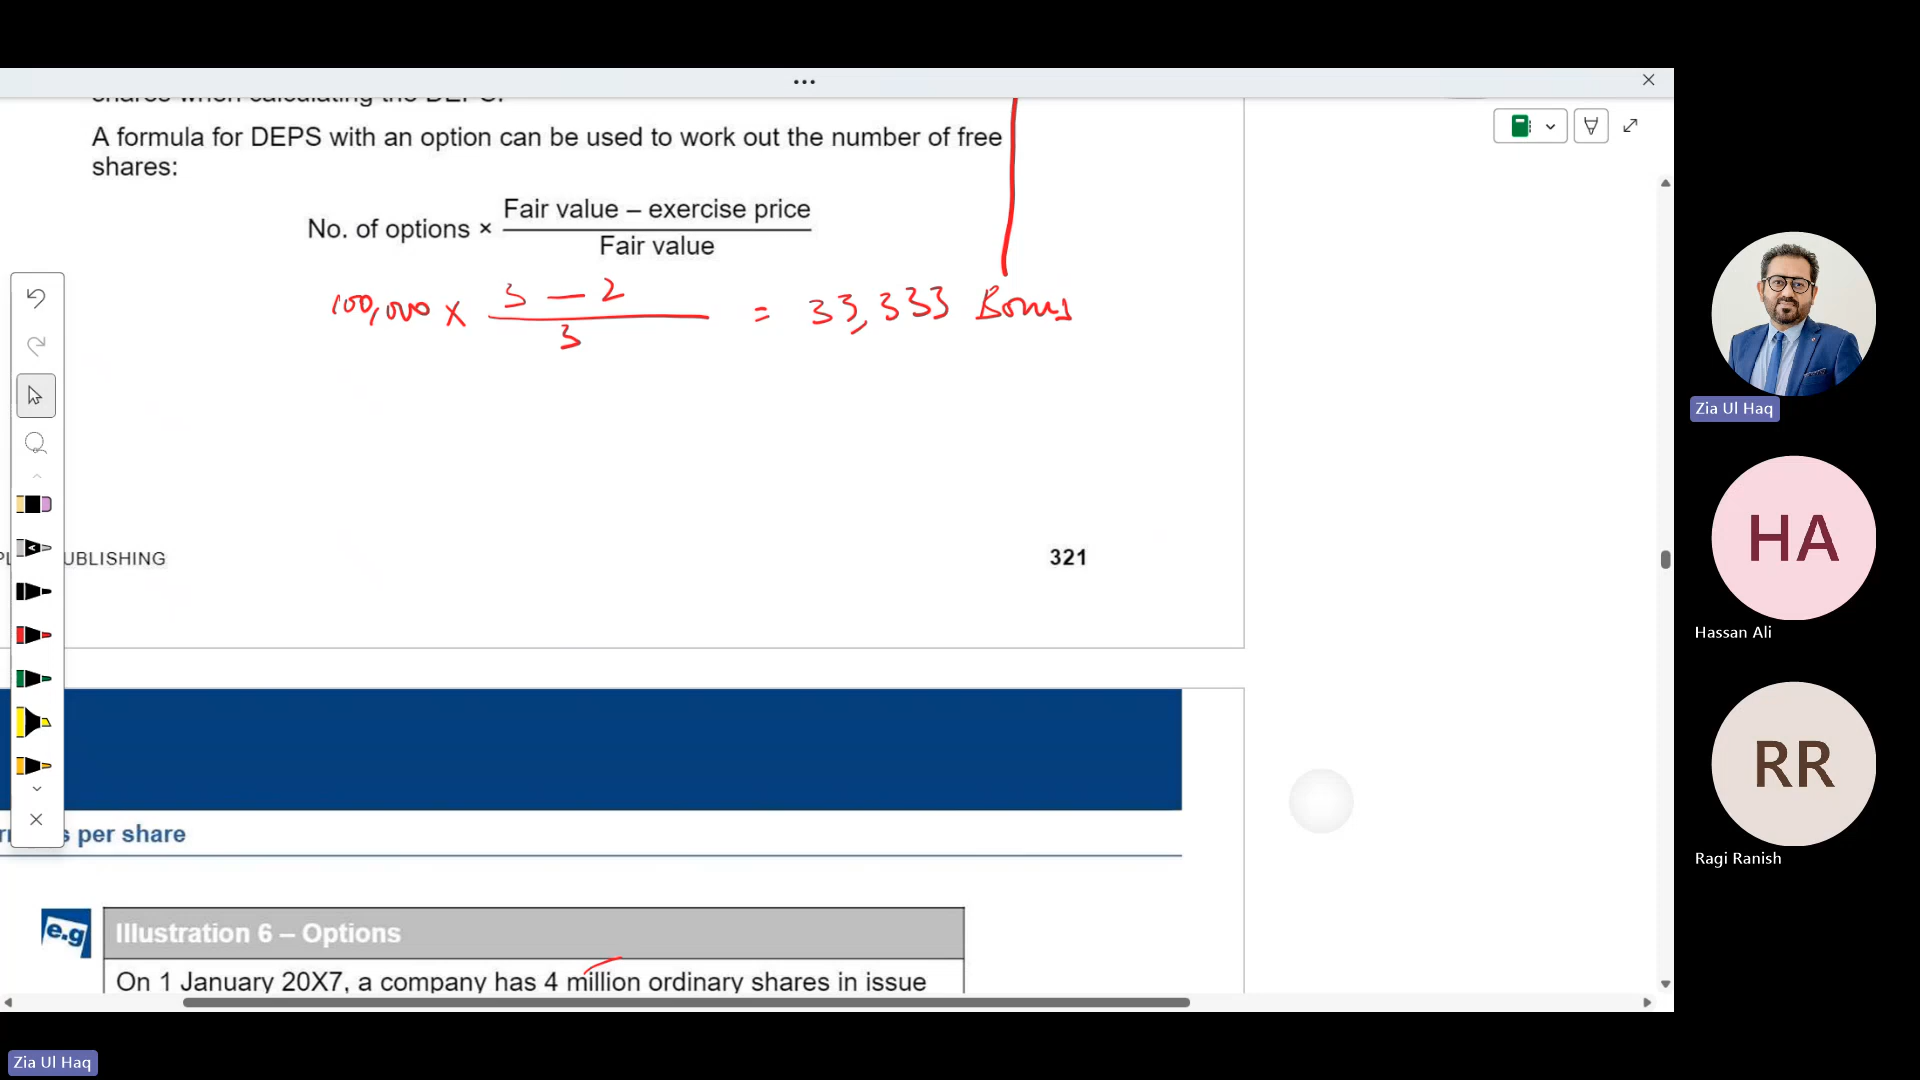 A formula for DEPS with an option can be used to work out the number of free
shares:
No. of options × Fair value – exercise price
Fair value
100,000 x 3 — 2 = 33,333 Bonus
3
UBLISHING
321
s per share
e.g
Illustration 6 – Options
On 1 January 20X7, a company has 4 million ordinary shares in issue
Zia Ul Haq
HA
Hassan Ali
RR
Ragi Ranish
Zia Ul Haq